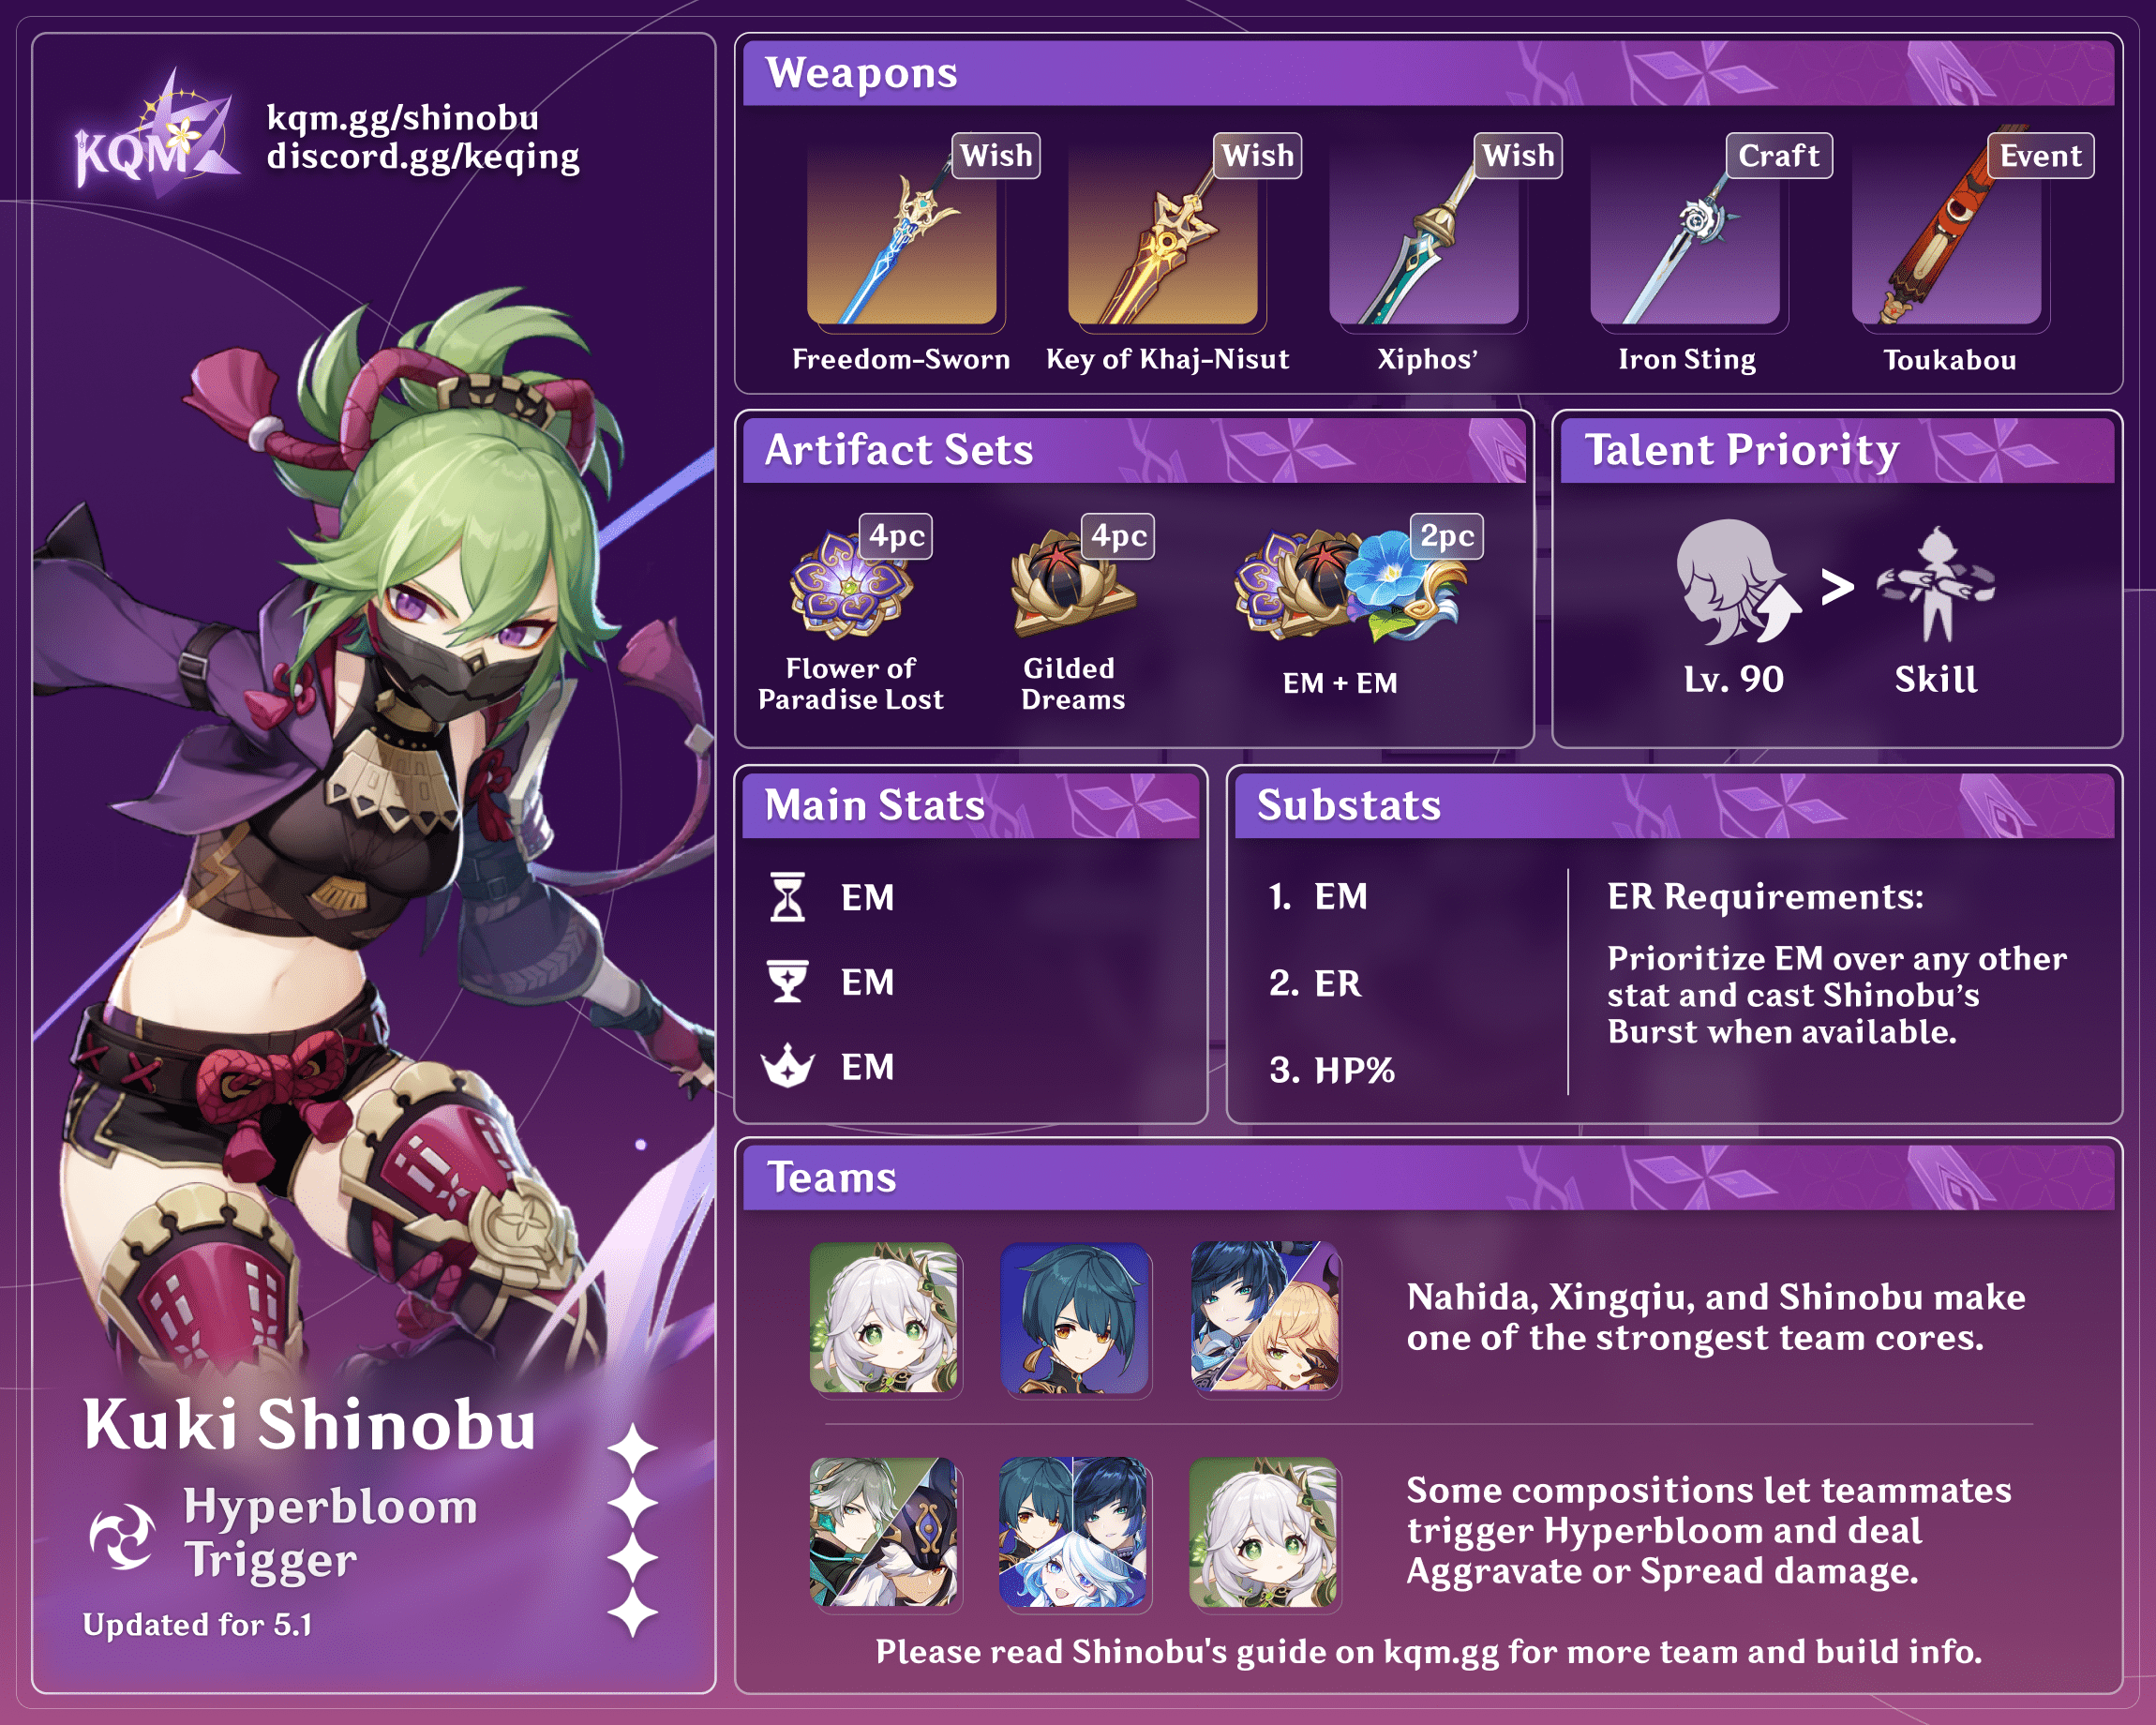 KQM
kqm.gg/shinobu
discord.gg/keqing
Kuki Shinobu
Hyperbloom
Trigger
Updated for 5.1
Weapons
Wish
Wish
Wish
Craft
Event
Freedom-Sworn
Key of Khaj-Nisut
Xiphos’
Iron Sting
Toukabou
Artifact Sets
4pc
4pc
2pc
Flower of
Paradise Lost
Gilded
Dreams
EM + EM
Talent Priority
>
Lv. 90
Skill
Main Stats
EM
EM
EM
Substats
1. EM
2. ER
3. HP%
ER Requirements:
Prioritize EM over any other
stat and cast Shinobu’s
Burst when available.
Teams
Nahida, Xingqiu, and Shinobu make
one of the strongest team cores.
Some compositions let teammates
trigger Hyperbloom and deal
Aggravate or Spread damage.
Please read Shinobu's guide on kqm.gg for more team and build info.